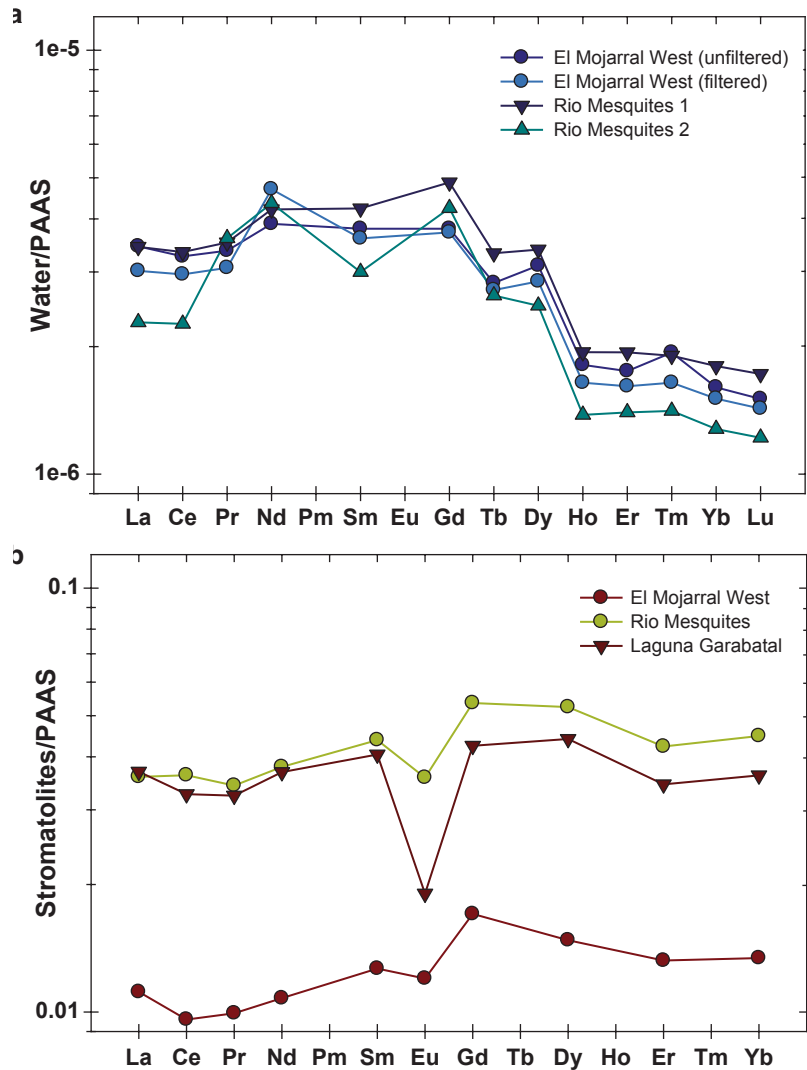 a
1e-5
El Mojarral West (unfiltered)
El Mojarral West (filtered)
Rio Mesquites 1
Rio Mesquites 2
Water/PAAS
1e-6
La Ce Pr Nd Pm Sm Eu Gd Tb Dy Ho Er Tm Yb Lu
b
0.1
El Mojarral West
Rio Mesquites
Laguna Garabatal
Stromatolites/PAAS
0.01
La Ce Pr Nd Pm Sm Eu Gd Tb Dy Ho Er Tm Yb